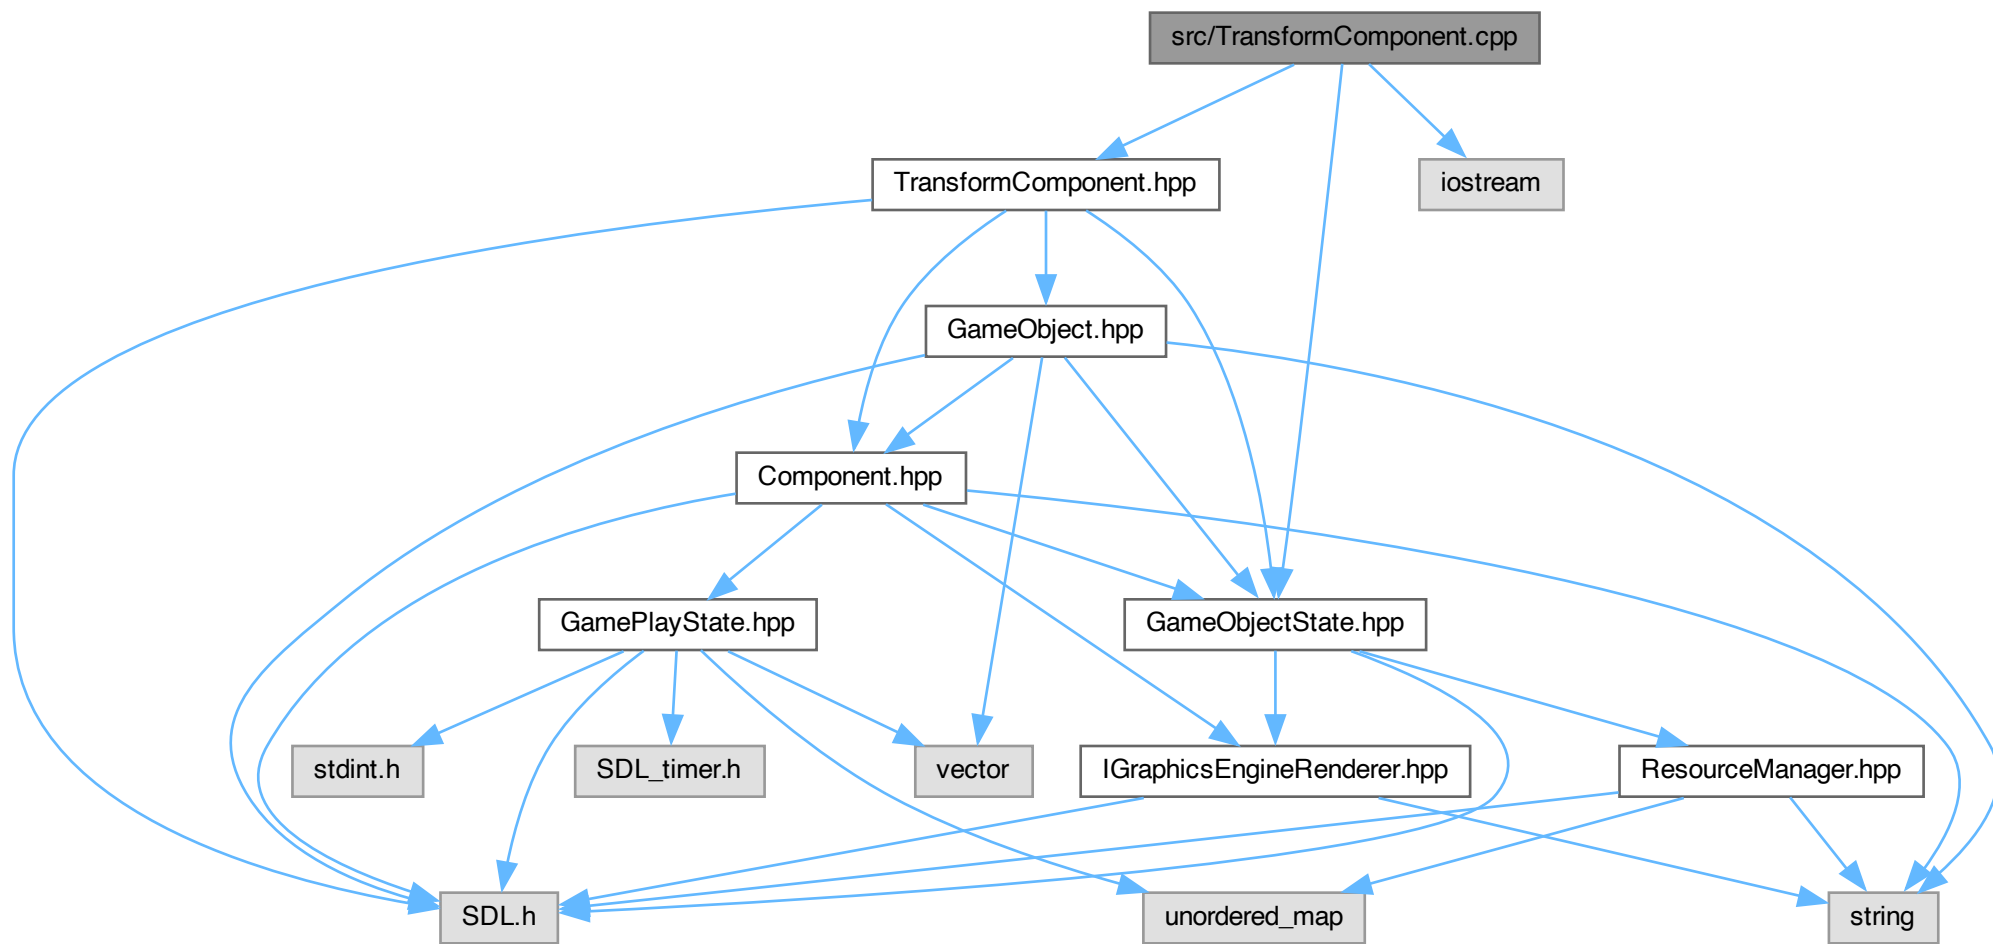 src/TransformComponent.cpp
TransformComponent.hpp
iostream
GameObject.hpp
Component.hpp
GamePlayState.hpp
GameObjectState.hpp
stdint.h
SDL_timer.h
vector
IGraphicsEngineRenderer.hpp
ResourceManager.hpp
SDL.h
unordered_map
string